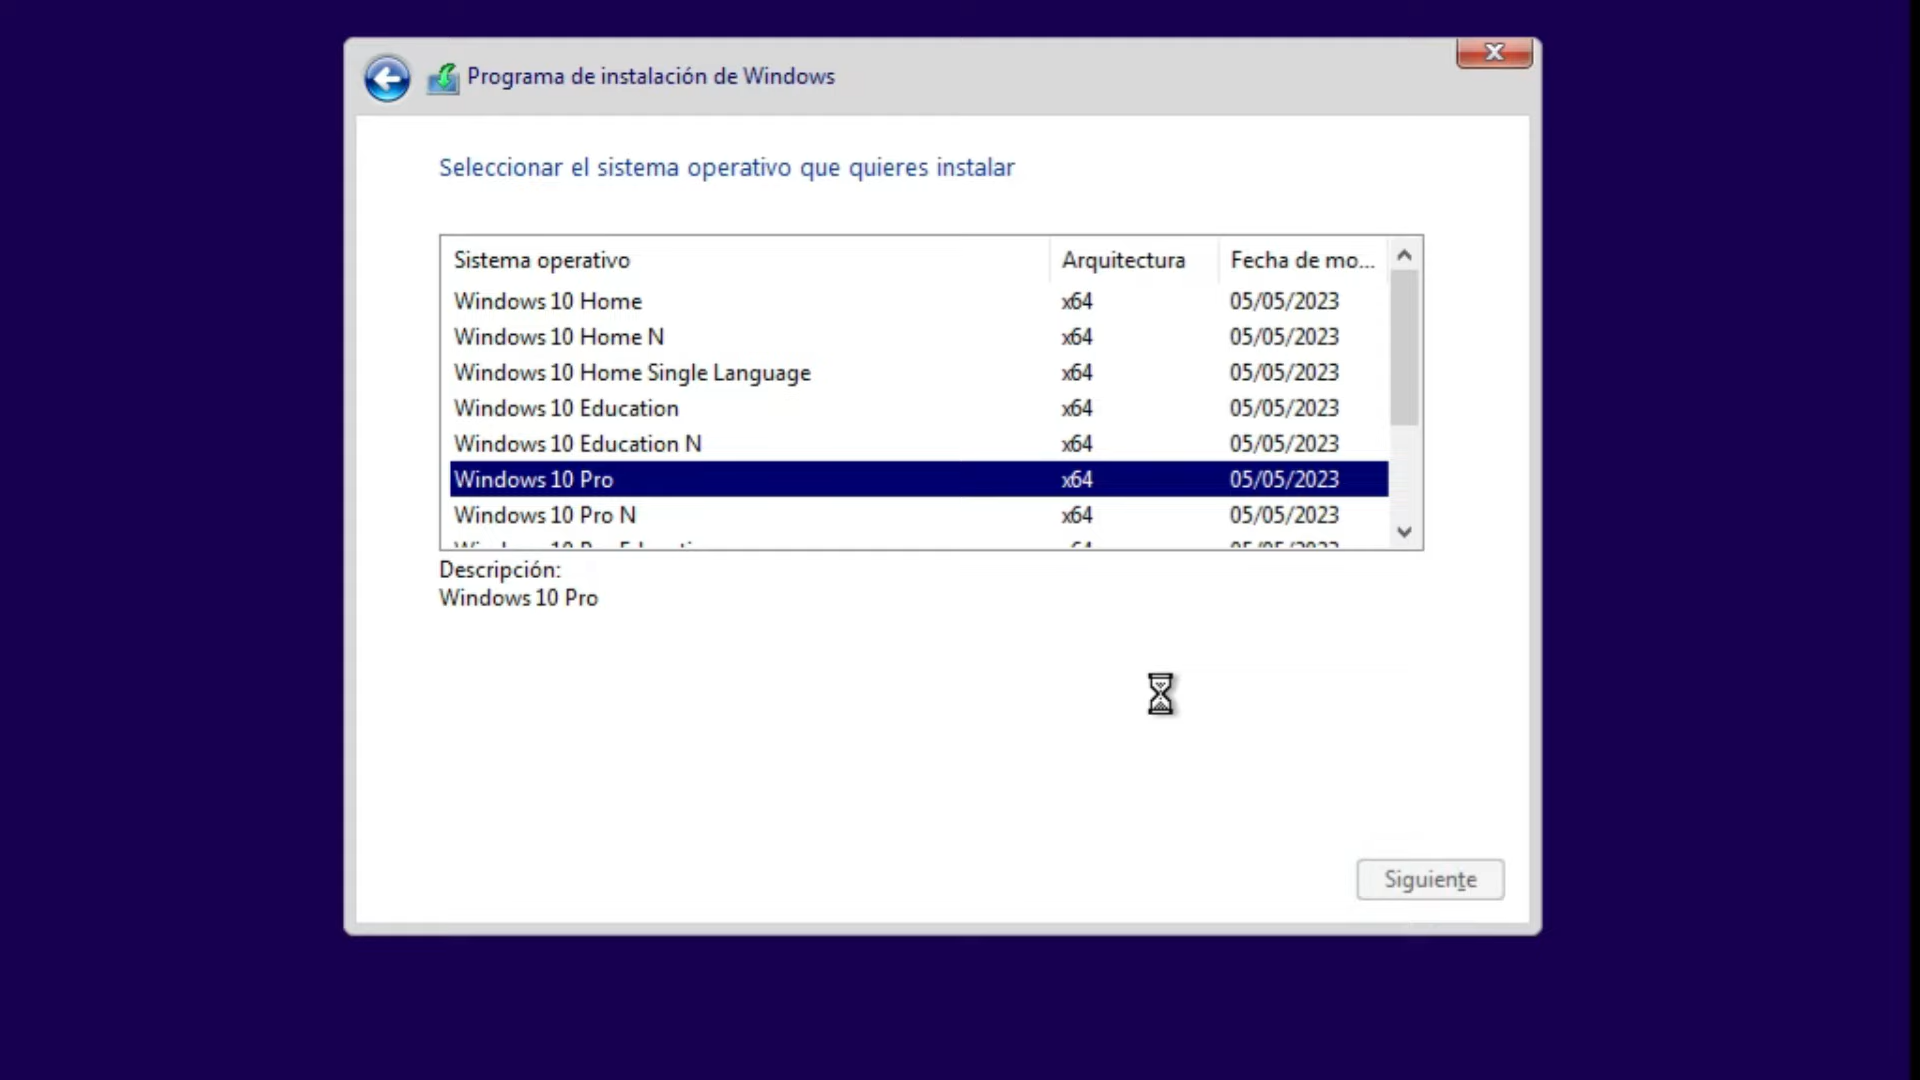 Programa de instalación de Windows
Seleccionar el sistema operativo que quieres instalar
Sistema operativo Arquitectura Fecha de mo...
Windows 10 Home x64 05/05/2023
Windows 10 Home N x64 05/05/2023
Windows 10 Home Single Language x64 05/05/2023
Windows 10 Education x64 05/05/2023
Windows 10 Education N x64 05/05/2023
Windows 10 Pro x64 05/05/2023
Windows 10 Pro N x64 05/05/2023
Descripción:
Windows 10 Pro
Siguiente